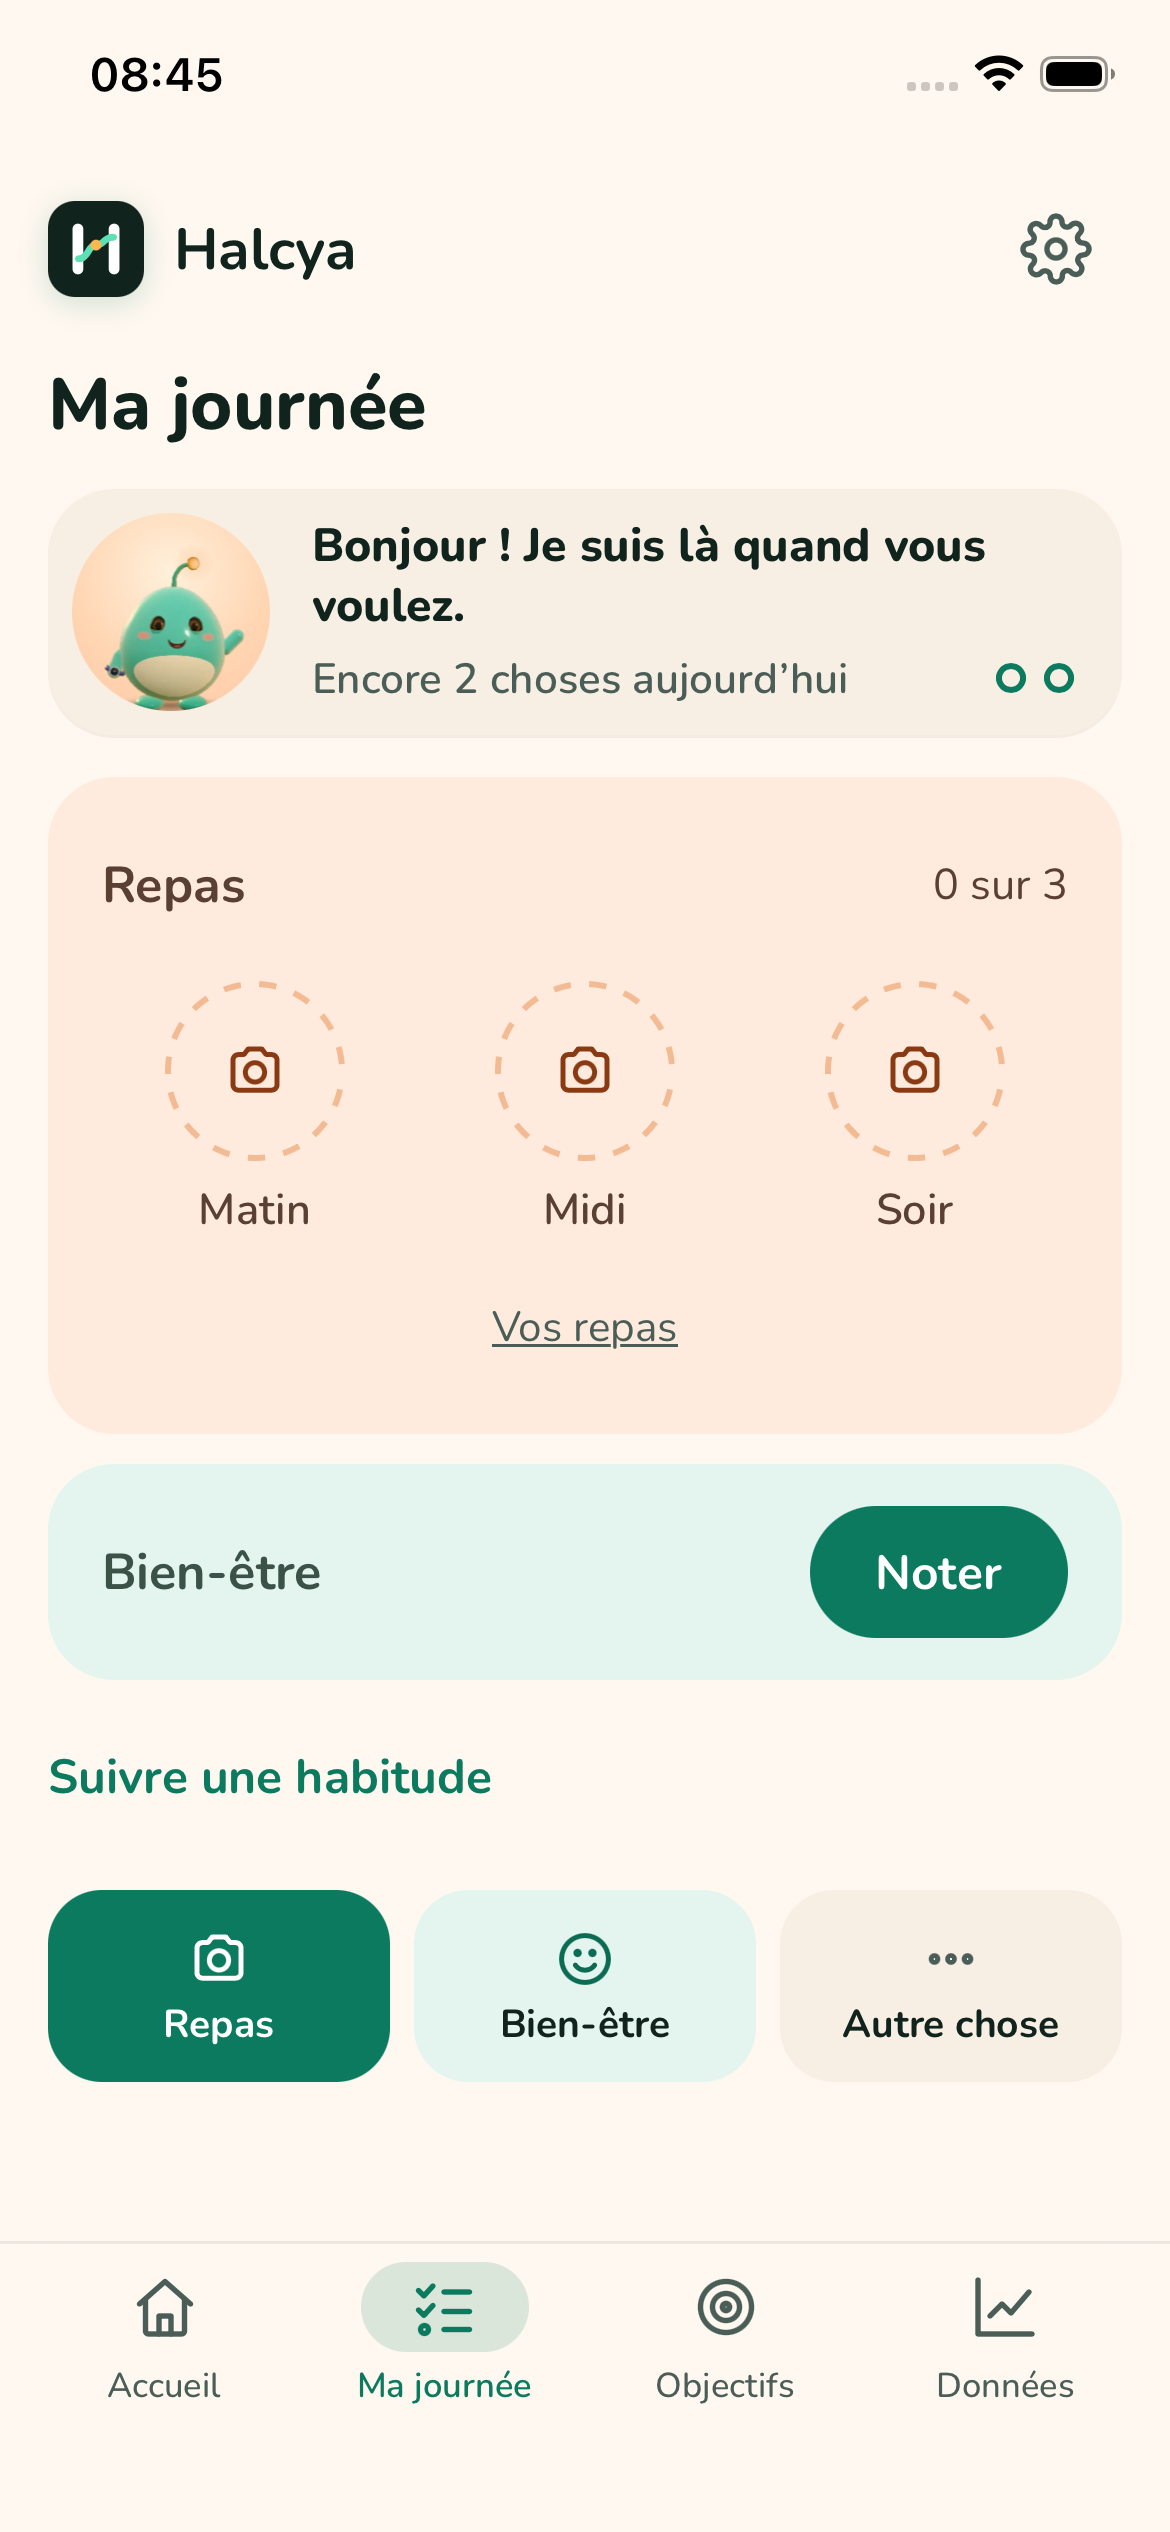 08:45
Halcya
Ma journée
Bonjour ! Je suis là quand vous
voulez.
Encore 2 choses aujourd’hui
Repas
0 sur 3
Matin
Midi
Soir
Vos repas
Bien-être
Noter
Suivre une habitude
Repas
Bien-être
Autre chose
Accueil
Ma journée
Objectifs
Données